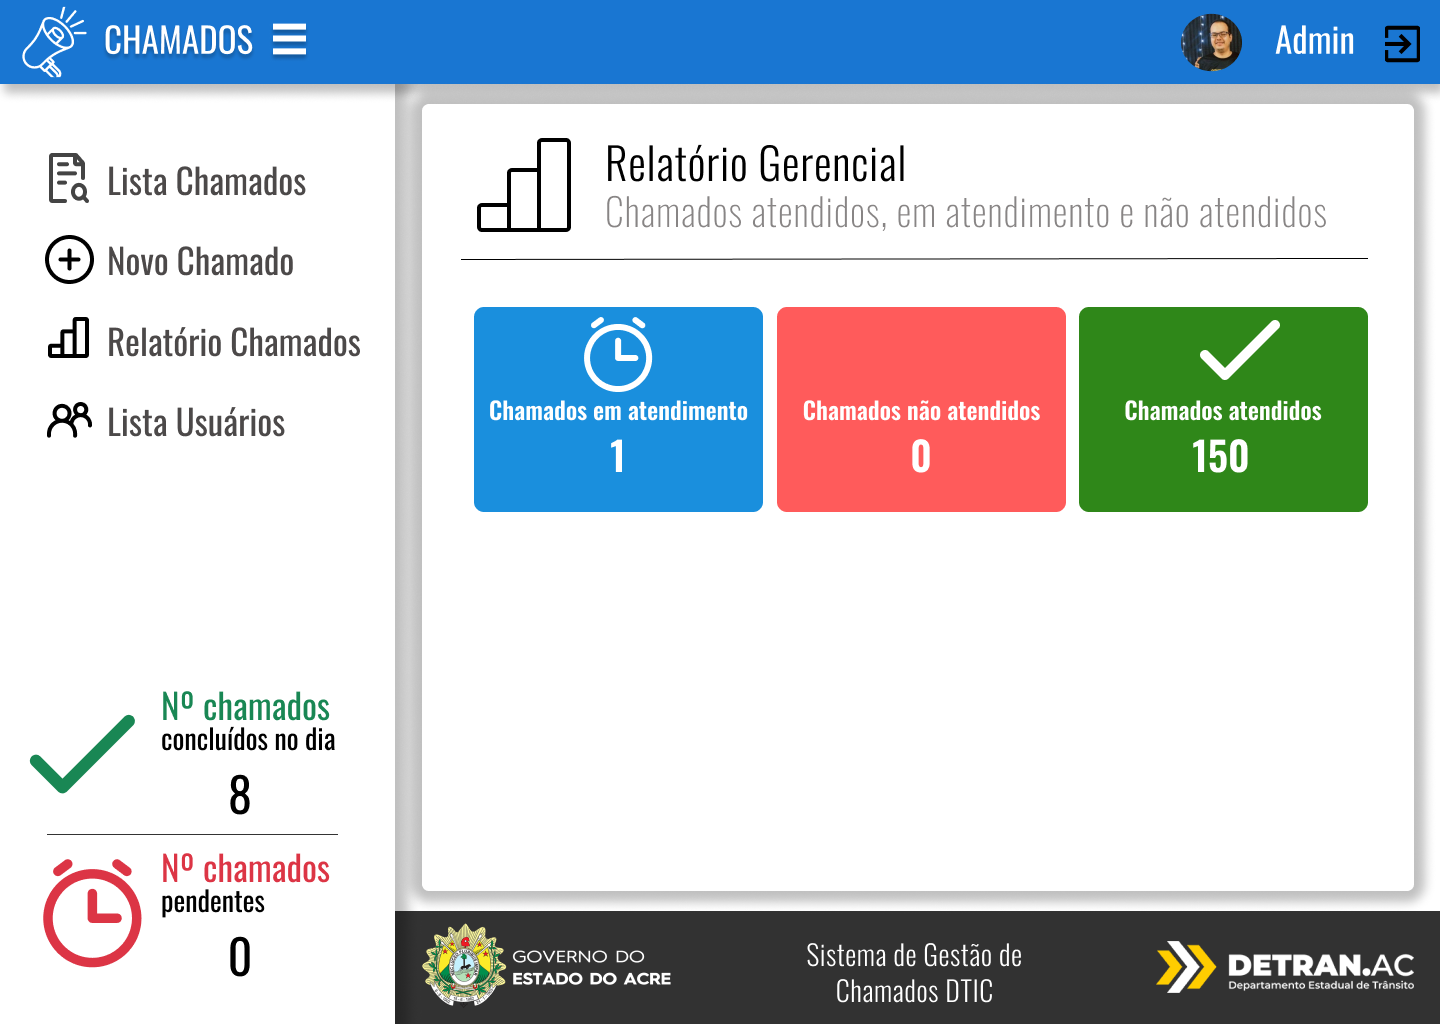 CHAMADOS
Admin
Lista Chamados
Novo Chamado
Relatório Chamados
Lista Usuários
Nº chamados
concluídos no dia
8
Nº chamados
pendentes
0
Relatório Gerencial
Chamados atendidos, em atendimento e não atendidos
Chamados em atendimento
1
Chamados não atendidos
0
Chamados atendidos
150
GOVERNO DO
ESTADO DO ACRE
Sistema de Gestão de
Chamados DTIC
DETRAN.AC
Departamento Estadual de Trânsito